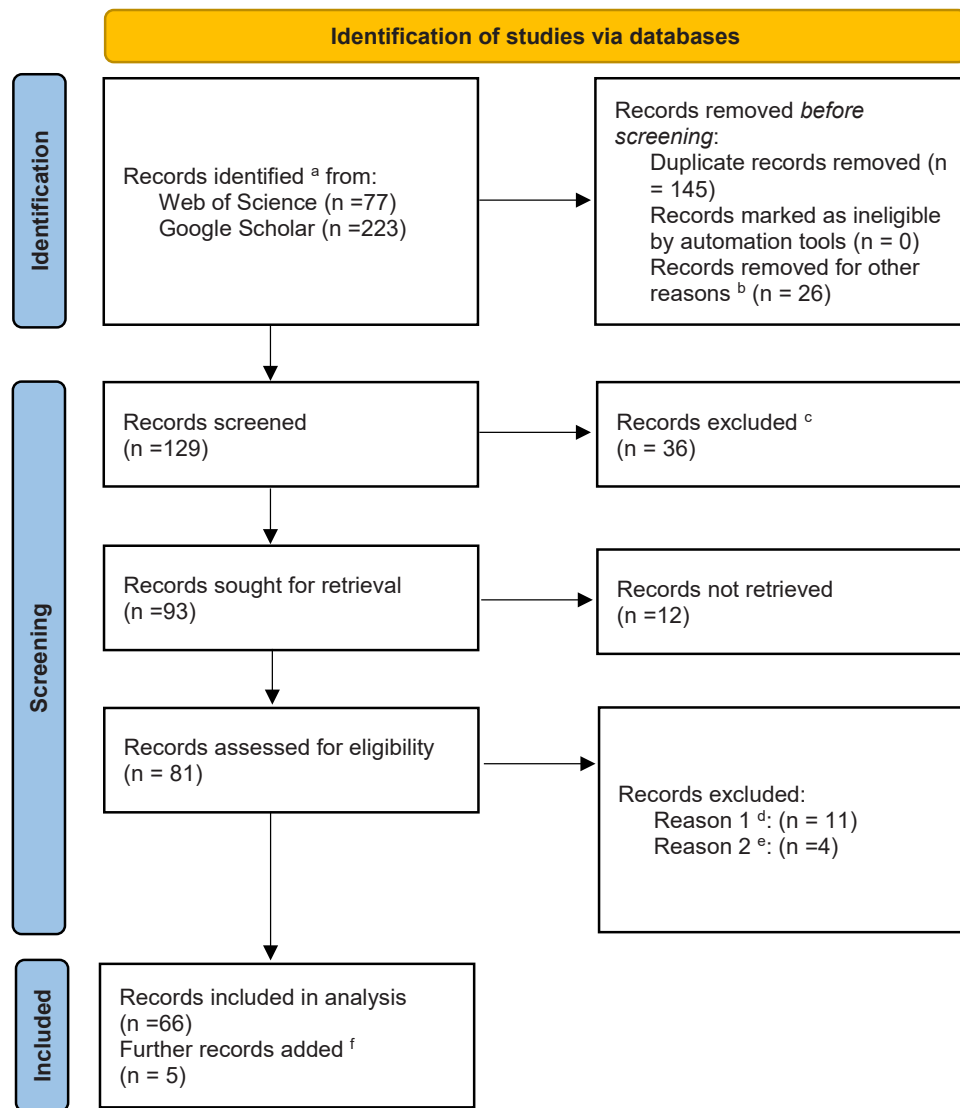 Identification of studies via databases
Identification
Records identified a from:
Web of Science (n =77)
Google Scholar (n =223)
Records removed before
screening:
Duplicate records removed (n
= 145)
Records marked as ineligible
by automation tools (n = 0)
Records removed for other
reasons b (n = 26)
Screening
Records screened
(n =129)
Records excluded c
(n = 36)
Records sought for retrieval
(n =93)
Records not retrieved
(n =12)
Records assessed for eligibility
(n = 81)
Records excluded:
Reason 1 d: (n = 11)
Reason 2 e: (n =4)
Included
Records included in analysis
(n =66)
Further records added f
(n = 5)